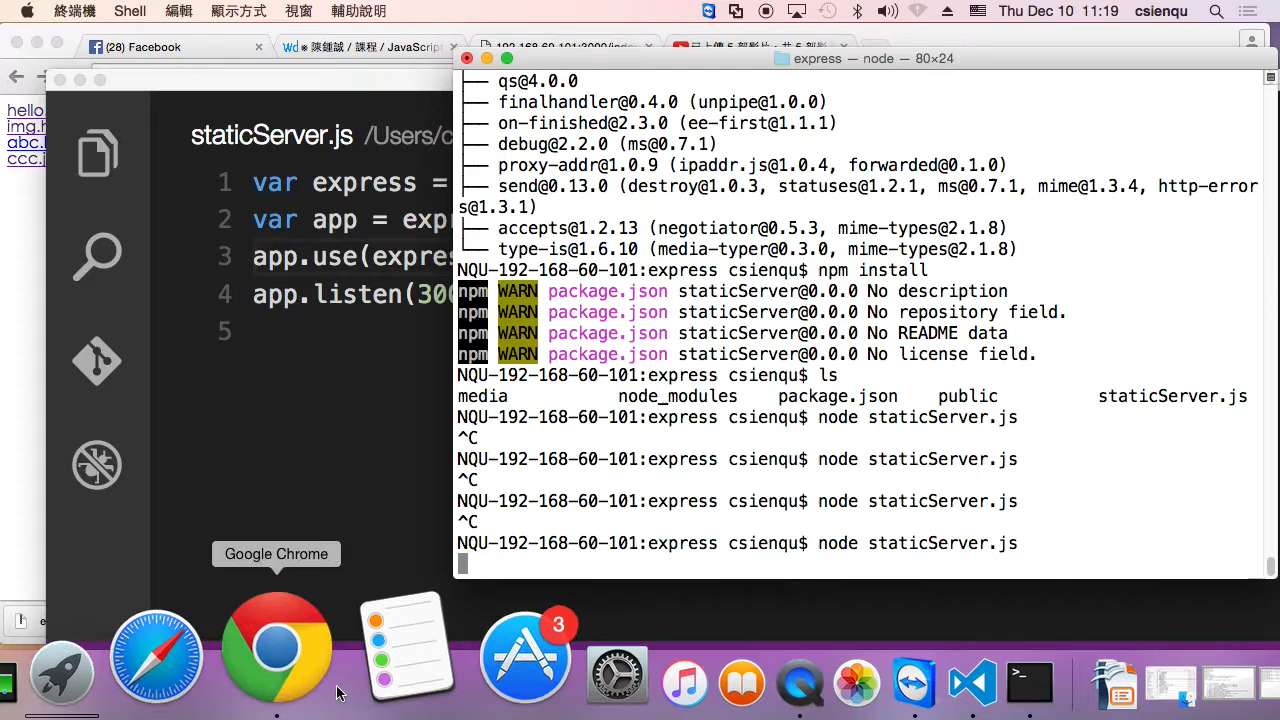 終端機 Shell 編輯 顯示方式 視窗 輔助說明 Thu Dec 10 11:19 csienqu
(28) Facebook
Wd ※ 陳鍾誠 / 課程 / JavaScript
express — node — 80×24
hello
img.h
abc.
ccc.j
staticServer.js /Users/c
1 var express =
2 var app = exp
3 app.use(expres
4 app.listen(300
5
├── qs@4.0.0
├── finalhandler@0.4.0 (unpipe@1.0.0)
├── on-finished@2.3.0 (ee-first@1.1.1)
├── debug@2.2.0 (ms@0.7.1)
├── proxy-addr@1.0.9 (ipaddr.js@1.0.4, forwarded@0.1.0)
├── send@0.13.0 (destroy@1.0.3, statuses@1.2.1, ms@0.7.1, mime@1.3.4, http-error
s@1.3.1)
├── accepts@1.2.13 (negotiator@0.5.3, mime-types@2.1.8)
└── type-is@1.6.10 (media-typer@0.3.0, mime-types@2.1.8)
NQU-192-168-60-101:express csienqu$ npm install
npm WARN package.json staticServer@0.0.0 No description
npm WARN package.json staticServer@0.0.0 No repository field.
npm WARN package.json staticServer@0.0.0 No README data
npm WARN package.json staticServer@0.0.0 No license field.
NQU-192-168-60-101:express csienqu$ ls
media node_modules package.json public staticServer.js
NQU-192-168-60-101:express csienqu$ node staticServer.js
^C
NQU-192-168-60-101:express csienqu$ node staticServer.js
^C
NQU-192-168-60-101:express csienqu$ node staticServer.js
^C
NQU-192-168-60-101:express csienqu$ node staticServer.js
Google Chrome
3